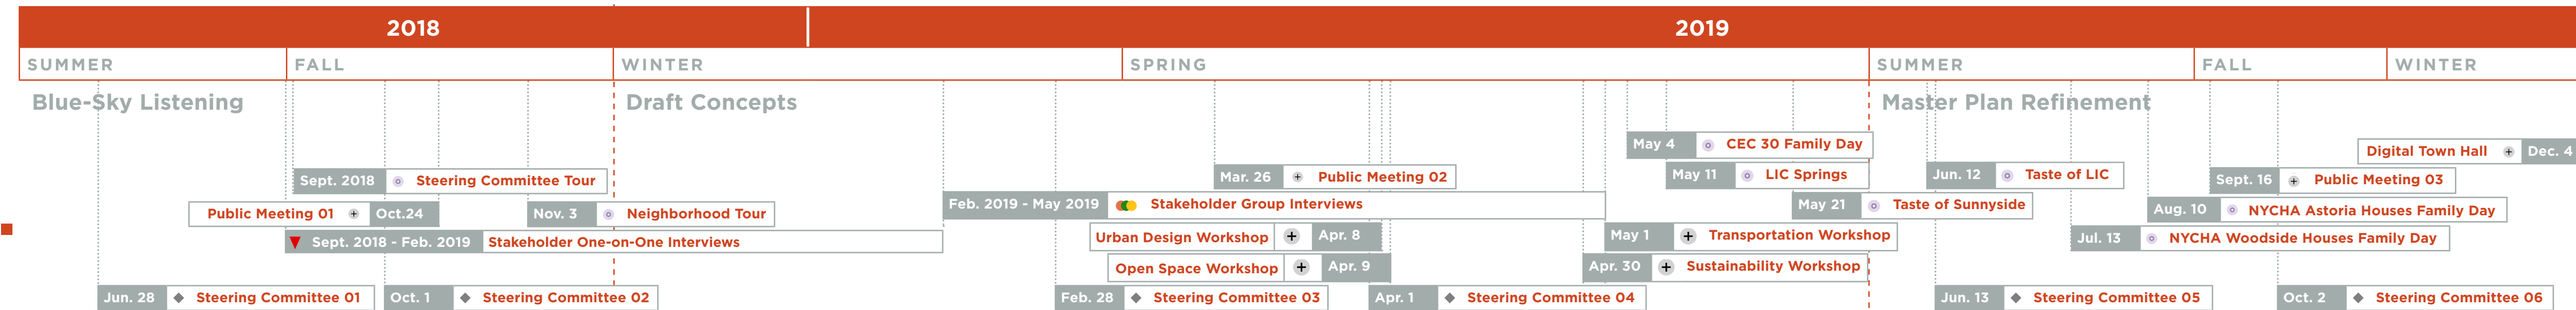 2018 2019
SUMMER FALL WINTER SPRING SUMMER FALL WINTER
Blue-Sky Listening Draft Concepts Master Plan Refinement
May 4 CEC 30 Family Day
Digital Town Hall Dec. 4
Sept. 2018 Steering Committee Tour
Mar. 26 Public Meeting 02
May 11 LIC Springs
Jun. 12 Taste of LIC
Sept. 16 Public Meeting 03
Feb. 2019 - May 2019 Stakeholder Group Interviews
May 21 Taste of Sunnyside
Public Meeting 01 Oct.24
Nov. 3 Neighborhood Tour
Aug. 10 NYCHA Astoria Houses Family Day
Urban Design Workshop Apr. 8
May 1 Transportation Workshop
Jul. 13 NYCHA Woodside Houses Family Day
Sept. 2018 - Feb. 2019 Stakeholder One-on-One Interviews
Open Space Workshop Apr. 9
Apr. 30 Sustainability Workshop
Jun. 28 Steering Committee 01
Oct. 1 Steering Committee 02
Feb. 28 Steering Committee 03
Apr. 1 Steering Committee 04
Jun. 13 Steering Committee 05
Oct. 2 Steering Committee 06